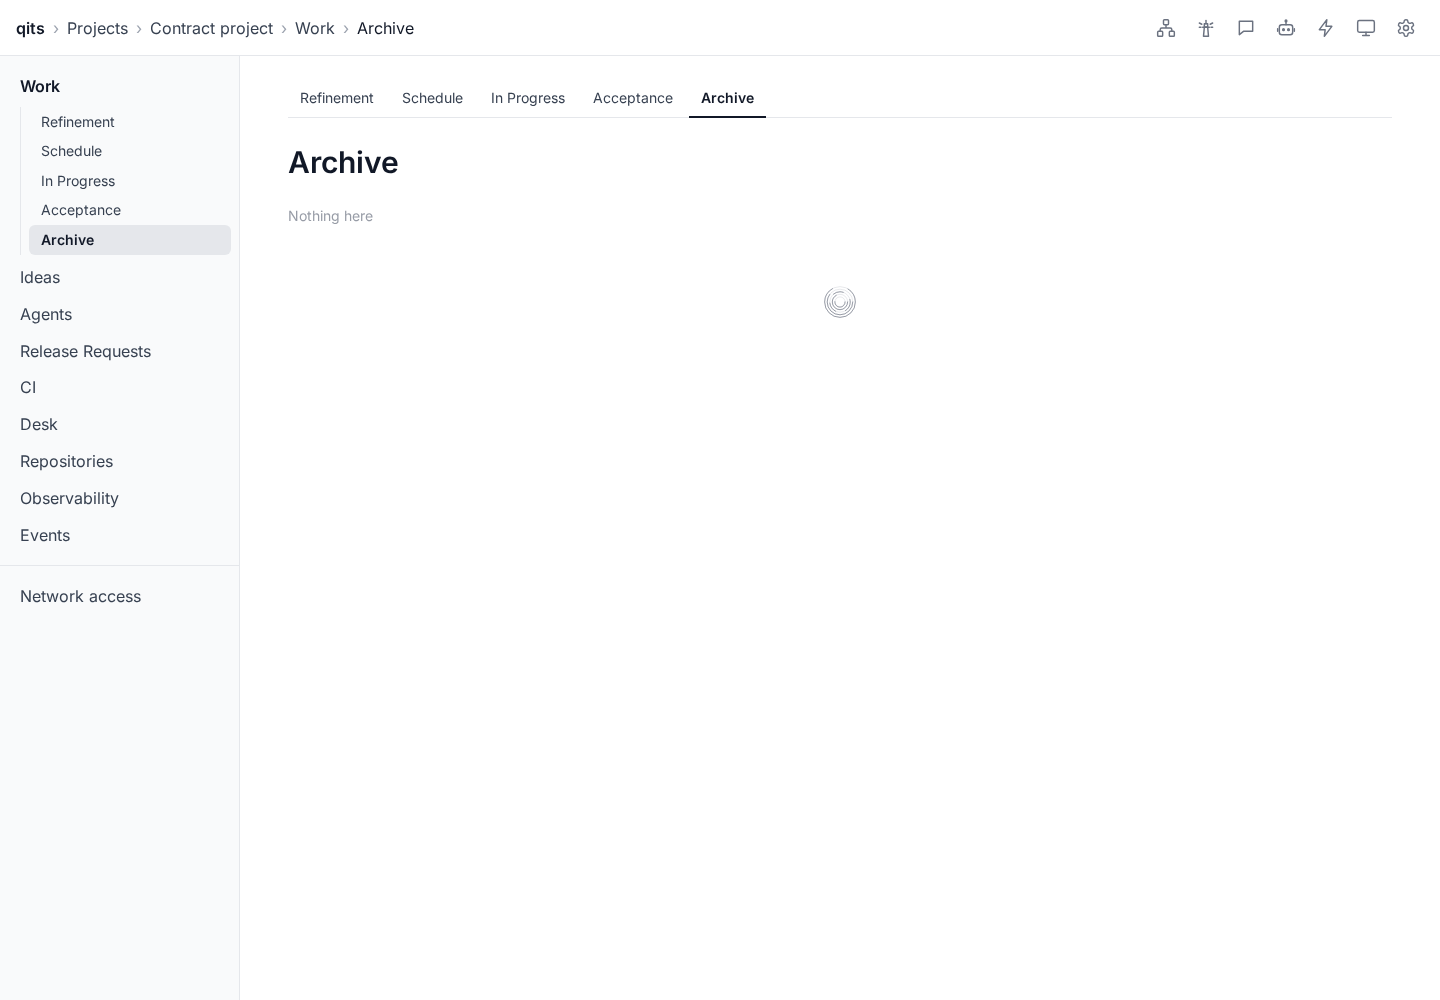 qits › Projects › Contract project › Work › Archive
Work
Refinement
Schedule
In Progress
Acceptance
Archive
Ideas
Agents
Release Requests
CI
Desk
Repositories
Observability
Events
Network access
Refinement Schedule In Progress Acceptance Archive
Archive
Nothing here